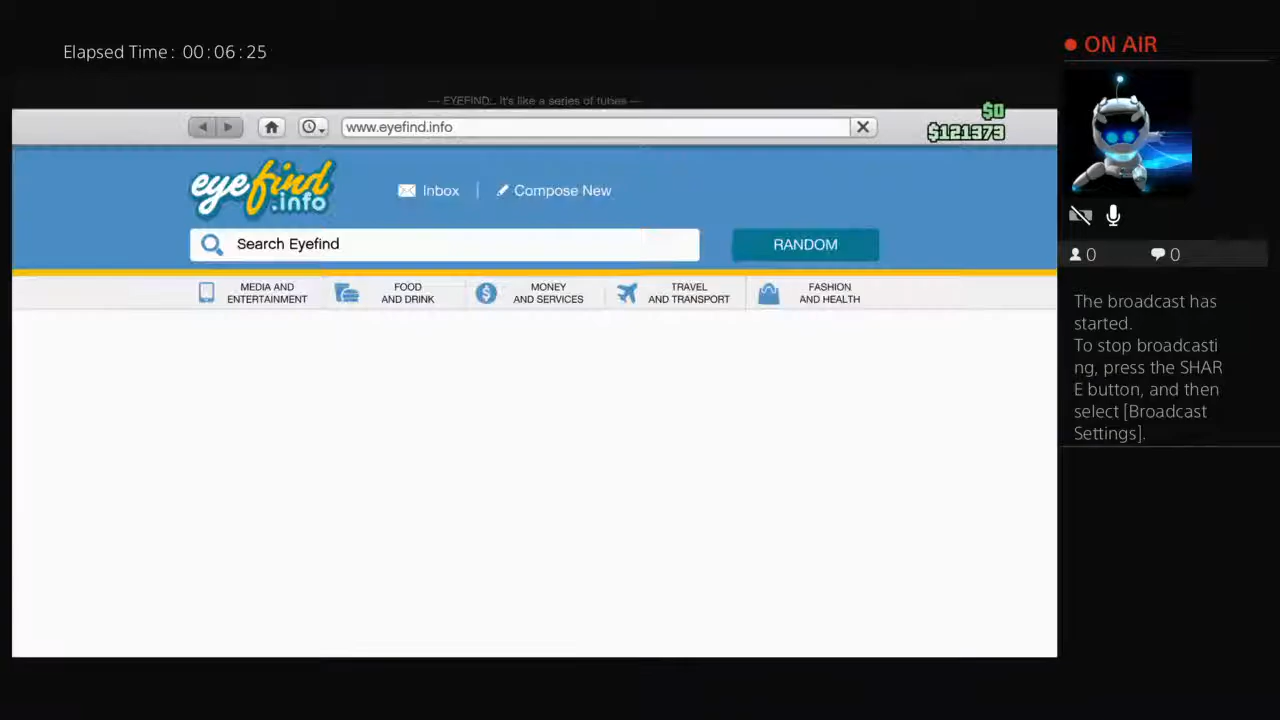 Elapsed Time: 00:06:25
ON AIR
— EYEFIND... It's like a series of tubes —
www.eyefind.info
$0
$121373
eyefind
.info
Inbox
Compose New
Search Eyefind
RANDOM
MEDIA AND
ENTERTAINMENT
FOOD
AND DRINK
MONEY
AND SERVICES
TRAVEL
AND TRANSPORT
FASHION
AND HEALTH
0
0
The broadcast has
started.
To stop broadcasti
ng, press the SHAR
E button, and then
select [Broadcast
Settings].